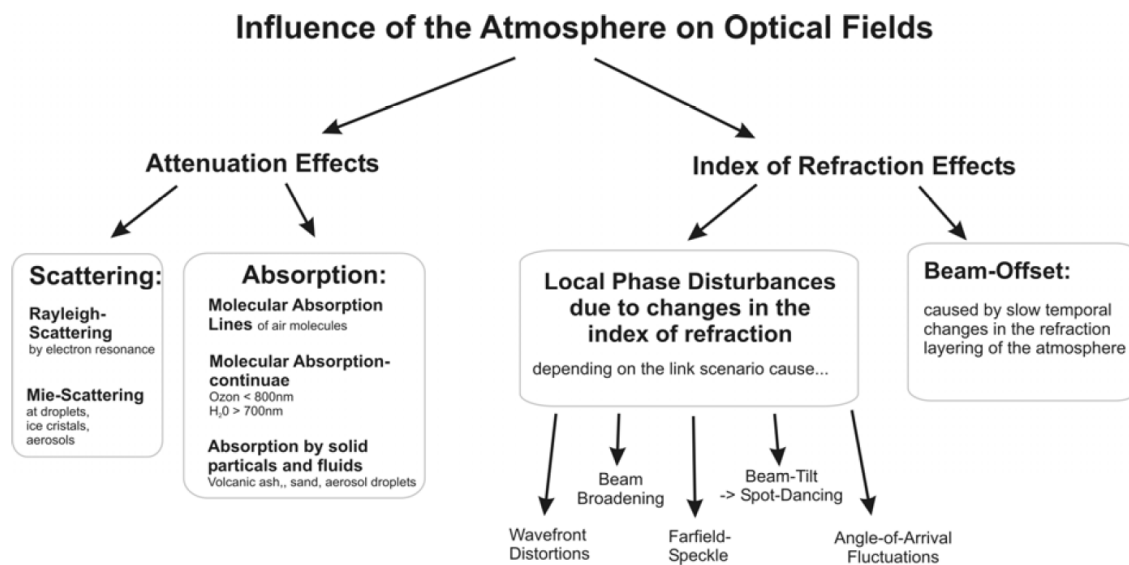 Influence of the Atmosphere on Optical Fields
Attenuation Effects
Index of Refraction Effects
Scattering:
Rayleigh-
Scattering
by electron resonance
Mie-Scattering
at droplets,
ice cristals,
aerosols
Absorption:
Molecular Absorption
Lines of air molecules
Molecular Absorption-
continuae
Ozon < 800nm
H₂0 > 700nm
Absorption by solid
particals and fluids
Volcanic ash,, sand, aerosol droplets
Local Phase Disturbances
due to changes in the
index of refraction
depending on the link scenario cause...
Beam-Offset:
caused by slow temporal
changes in the refraction
layering of the atmosphere
Wavefront
Distortions
Beam
Broadening
Farfield-
Speckle
Beam-Tilt
-> Spot-Dancing
Angle-of-Arrival
Fluctuations